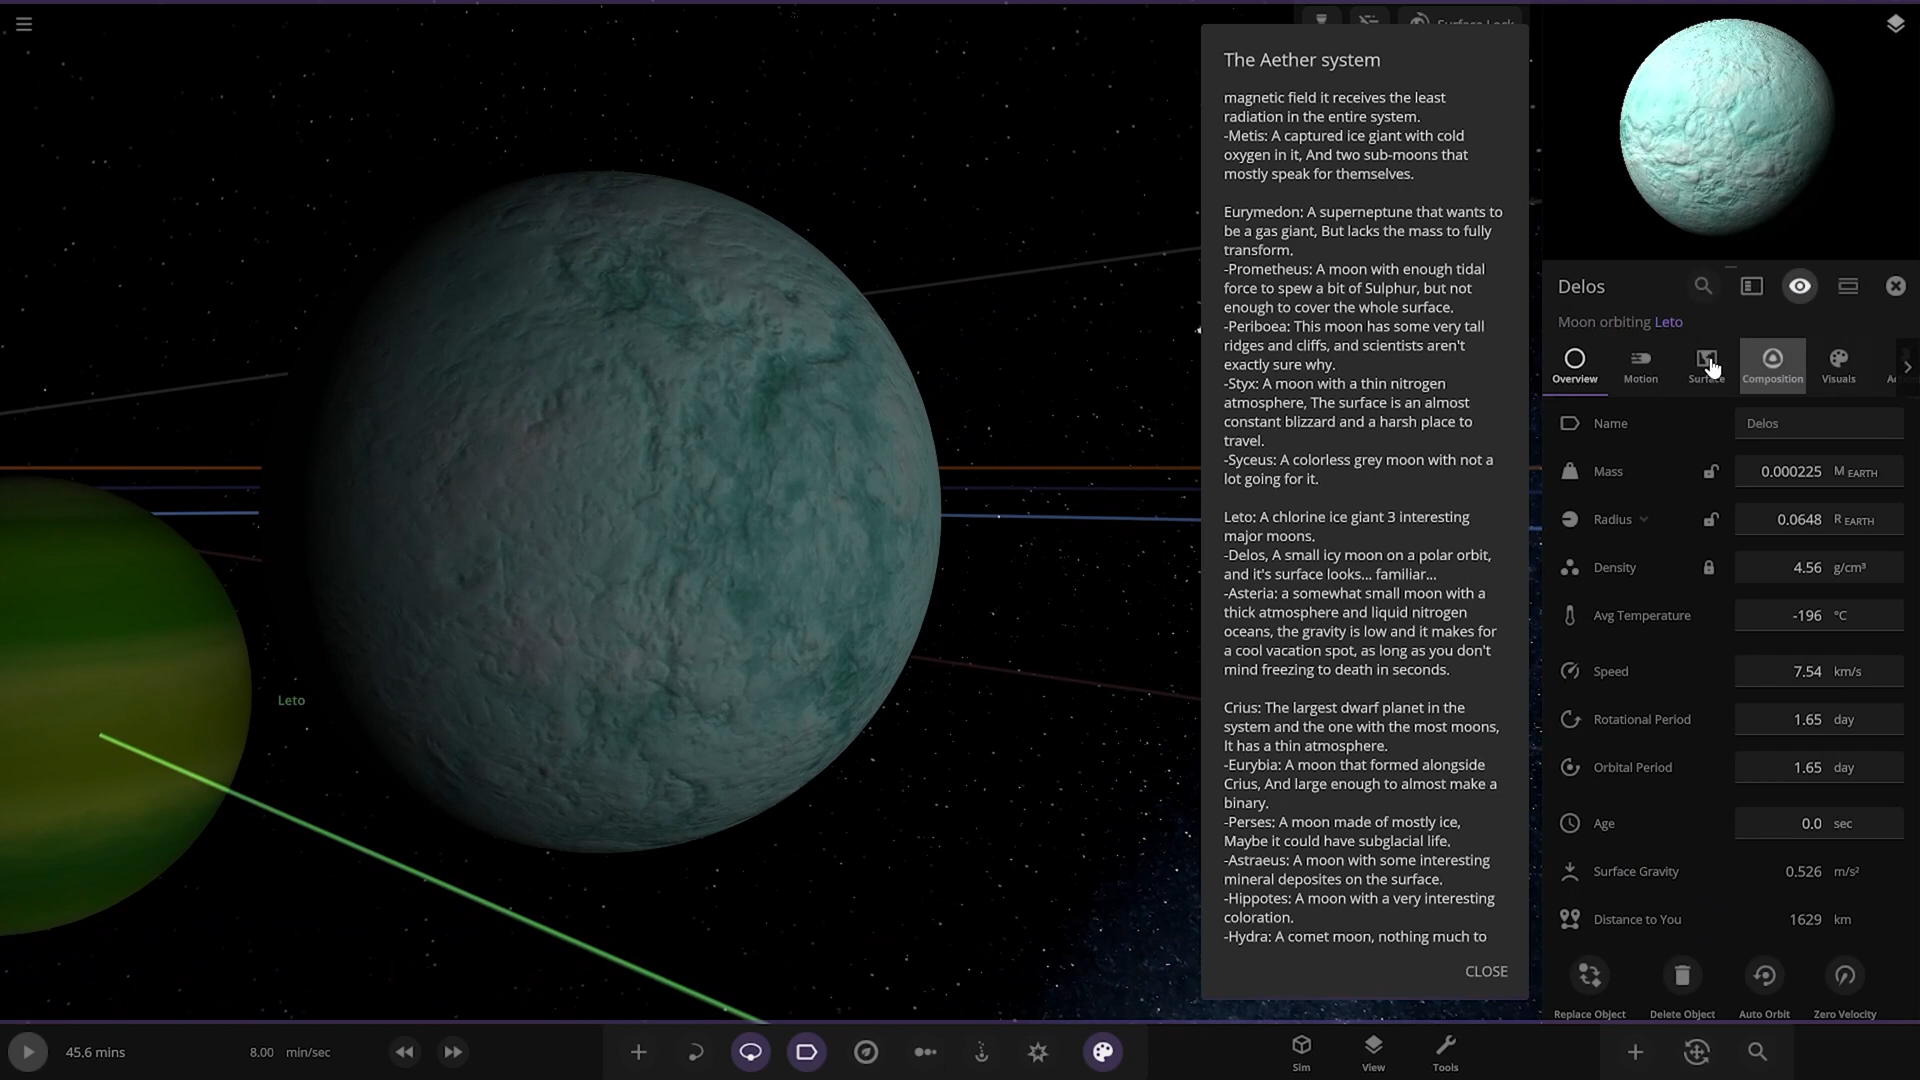 Surface Lock
The Aether system
magnetic field it receives the least
radiation in the entire system.
-Metis: A captured ice giant with cold
oxygen in it, And two sub-moons that
mostly speak for themselves.
Eurymedon: A superneptune that wants to
be a gas giant, But lacks the mass to fully
transform.
-Prometheus: A moon with enough tidal
force to spew a bit of Sulphur, but not
enough to cover the whole surface.
-Periboea: This moon has some very tall
ridges and cliffs, and scientists aren't
exactly sure why.
-Styx: A moon with a thin nitrogen
atmosphere, The surface is an almost
constant blizzard and a harsh place to
travel.
-Syceus: A colorless grey moon with not a
lot going for it.
Leto: A chlorine ice giant 3 interesting
major moons.
-Delos, A small icy moon on a polar orbit,
and it's surface looks... familiar...
-Asteria: a somewhat small moon with a
thick atmosphere and liquid nitrogen
oceans, the gravity is low and it makes for
a cool vacation spot, as long as you don't
mind freezing to death in seconds.
Crius: The largest dwarf planet in the
system and the one with the most moons,
It has a thin atmosphere.
-Eurybia: A moon that formed alongside
Crius, And large enough to almost make a
binary.
-Perses: A moon made of mostly ice,
Maybe it could have subglacial life.
-Astraeus: A moon with some interesting
mineral deposites on the surface.
-Hippotes: A moon with a very interesting
coloration.
-Hydra: A comet moon, nothing much to
CLOSE
Leto
Delos
Moon orbiting Leto
Overview Motion Surface Composition Visuals
Name Delos
Mass 0.000225 M EARTH
Radius 0.0648 R EARTH
Density 4.56 g/cm³
Avg Temperature -196 °C
Speed 7.54 km/s
Rotational Period 1.65 day
Orbital Period 1.65 day
Age 0.0 sec
Surface Gravity 0.526 m/s²
Distance to You 1629 km
Replace Object Delete Object Auto Orbit Zero Velocity
45.6 mins 8.00 min/sec
Sim View Tools